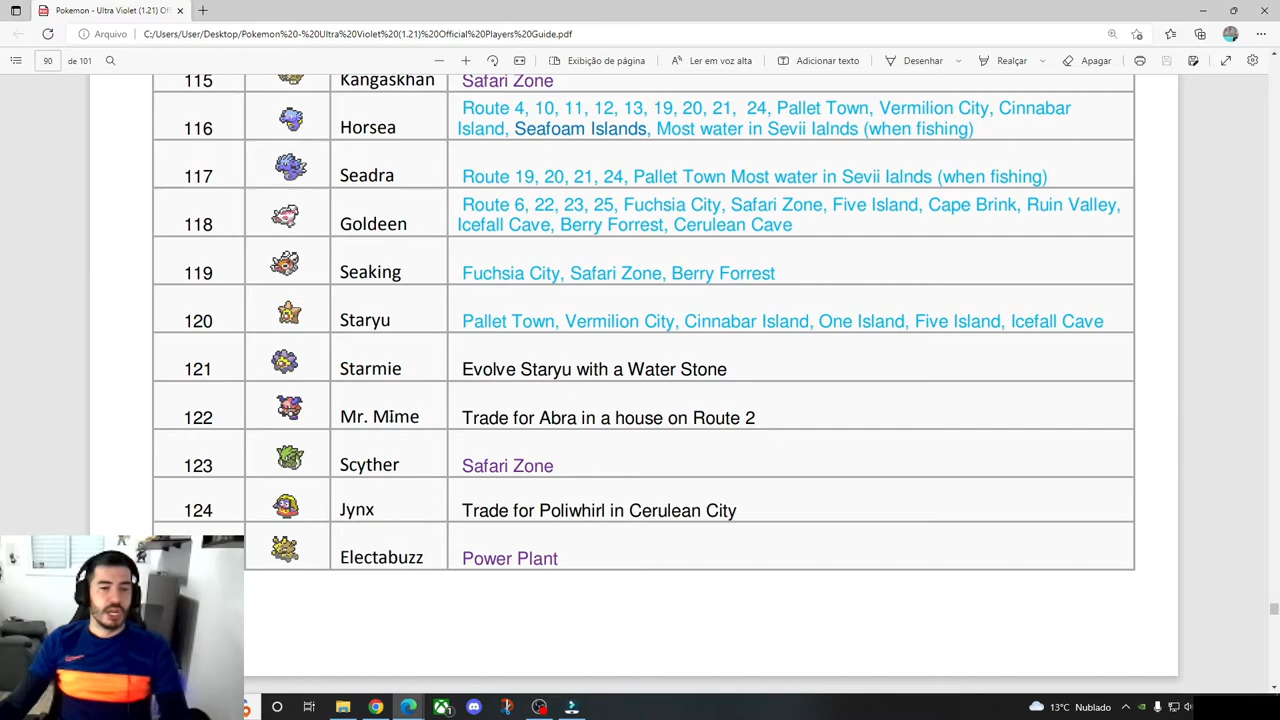 Pokemon - Ultra Violet (1.21) Of
Arquivo
C:/Users/User/Desktop/Pokemon%20-%20Ultra%20Violet%20(1.21)%20Official%20Players%20Guide.pdf
90 de 101
Exibição de página
Ler em voz alta
Adicionar texto
Desenhar
Realçar
Apagar
115 Kangaskhan Safari Zone
Route 4, 10, 11, 12, 13, 19, 20, 21, 24, Pallet Town, Vermilion City, Cinnabar
116 Horsea Island, Seafoam Islands, Most water in Sevii Ialnds (when fishing)
117 Seadra Route 19, 20, 21, 24, Pallet Town Most water in Sevii Ialnds (when fishing)
Route 6, 22, 23, 25, Fuchsia City, Safari Zone, Five Island, Cape Brink, Ruin Valley,
118 Goldeen Icefall Cave, Berry Forrest, Cerulean Cave
119 Seaking Fuchsia City, Safari Zone, Berry Forrest
120 Staryu Pallet Town, Vermilion City, Cinnabar Island, One Island, Five Island, Icefall Cave
121 Starmie Evolve Staryu with a Water Stone
122 Mr. Mime Trade for Abra in a house on Route 2
123 Scyther Safari Zone
124 Jynx Trade for Poliwhirl in Cerulean City
Electabuzz Power Plant
13°C Nublado